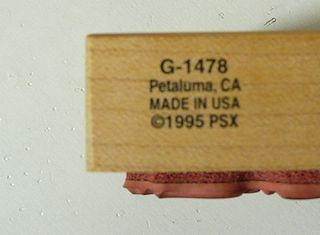 G-1478
Petaluma, CA
MADE IN USA
©1995 PSX